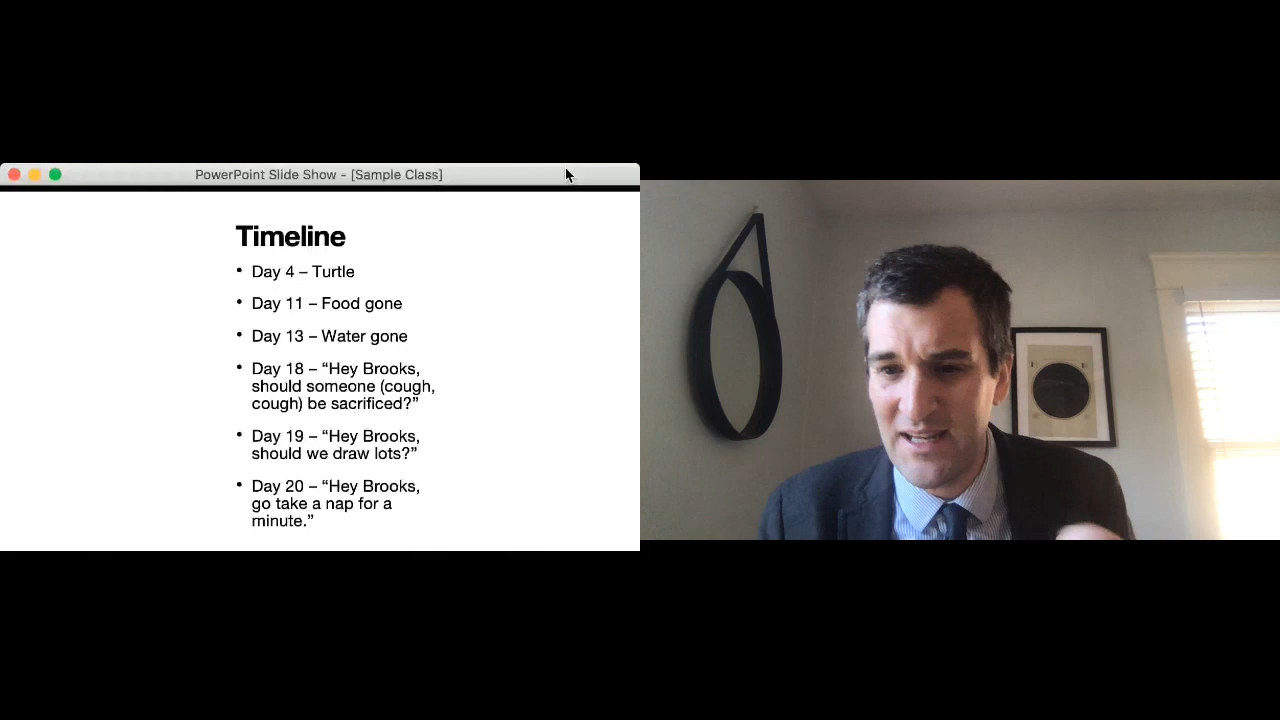 PowerPoint Slide Show - [Sample Class]
Timeline
• Day 4 – Turtle
• Day 11 – Food gone
• Day 13 – Water gone
• Day 18 – “Hey Brooks,
should someone (cough,
cough) be sacrificed?”
• Day 19 – “Hey Brooks,
should we draw lots?”
• Day 20 – “Hey Brooks,
go take a nap for a
minute.”